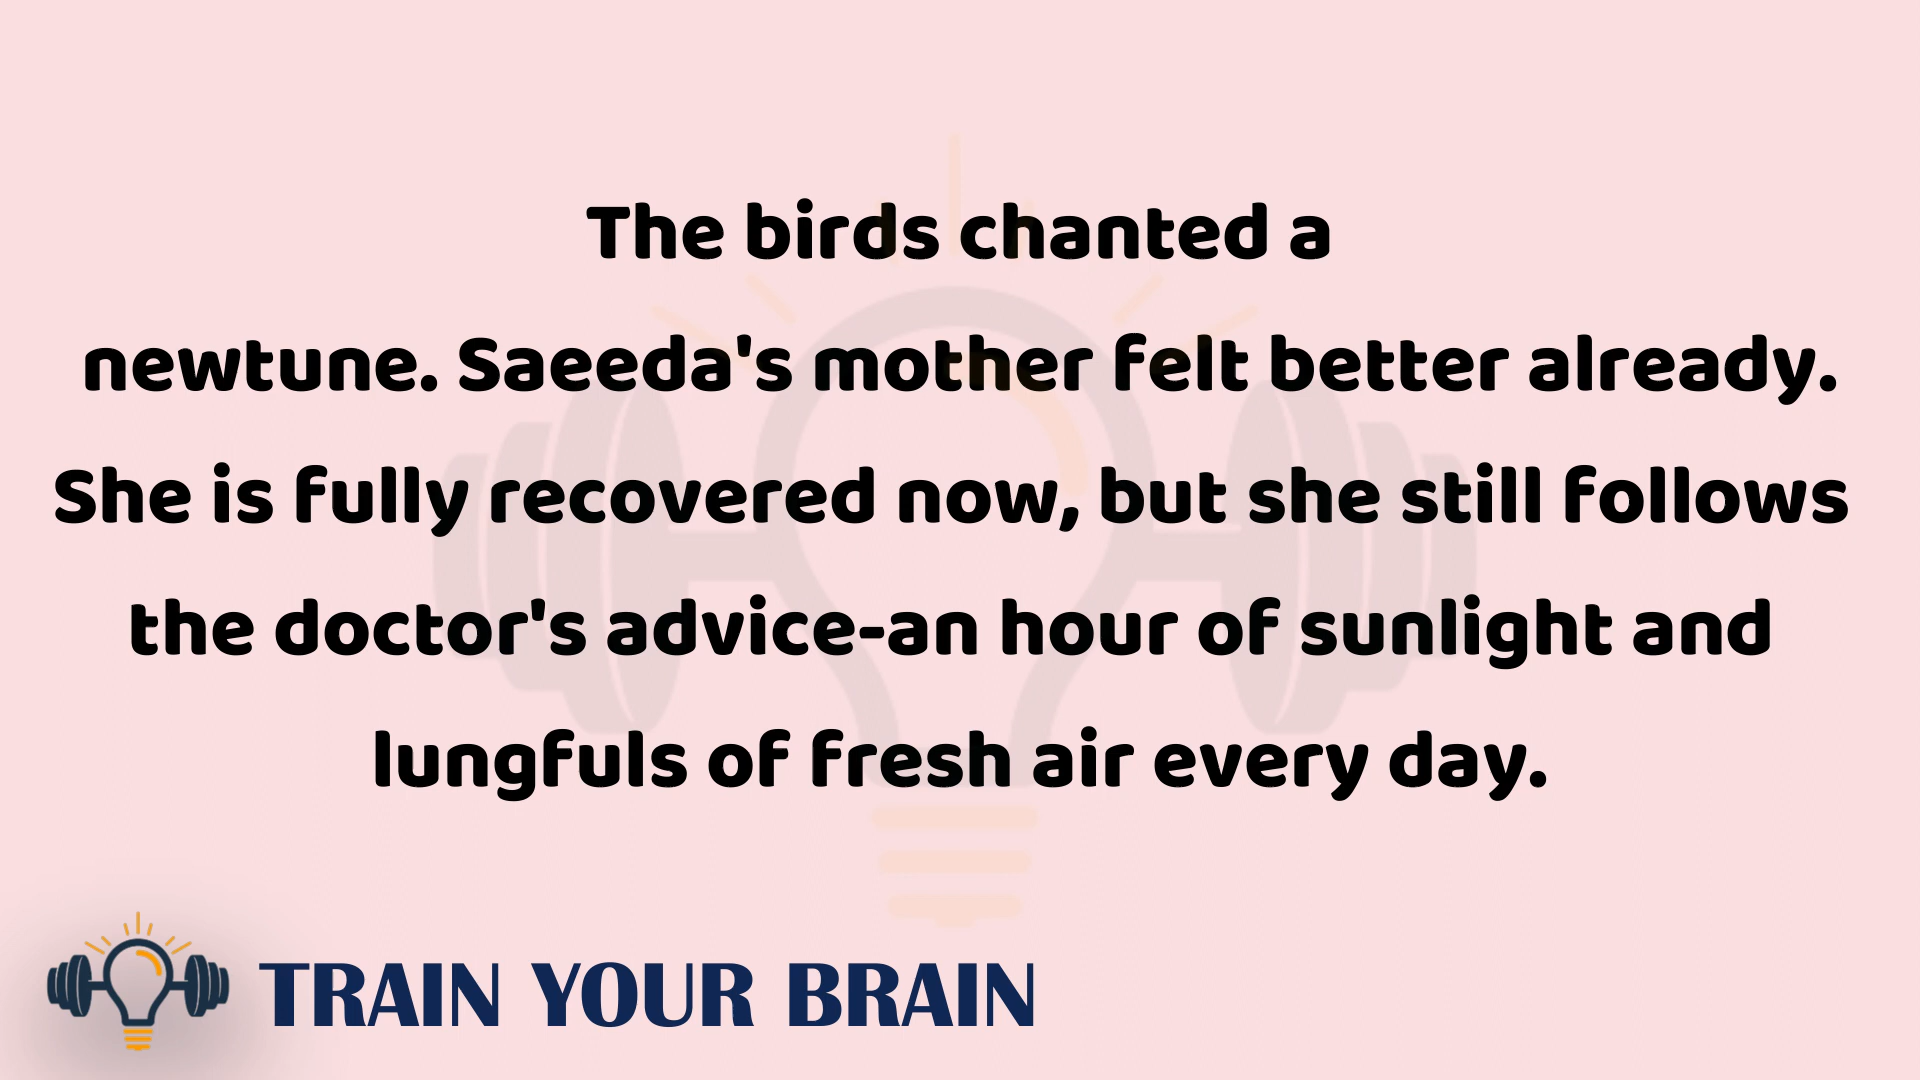 The birds chanted a
newtune. Saeeda's mother felt better already.
She is fully recovered now, but she still follows
the doctor's advice-an hour of sunlight and
lungfuls of fresh air every day.
TRAIN YOUR BRAIN